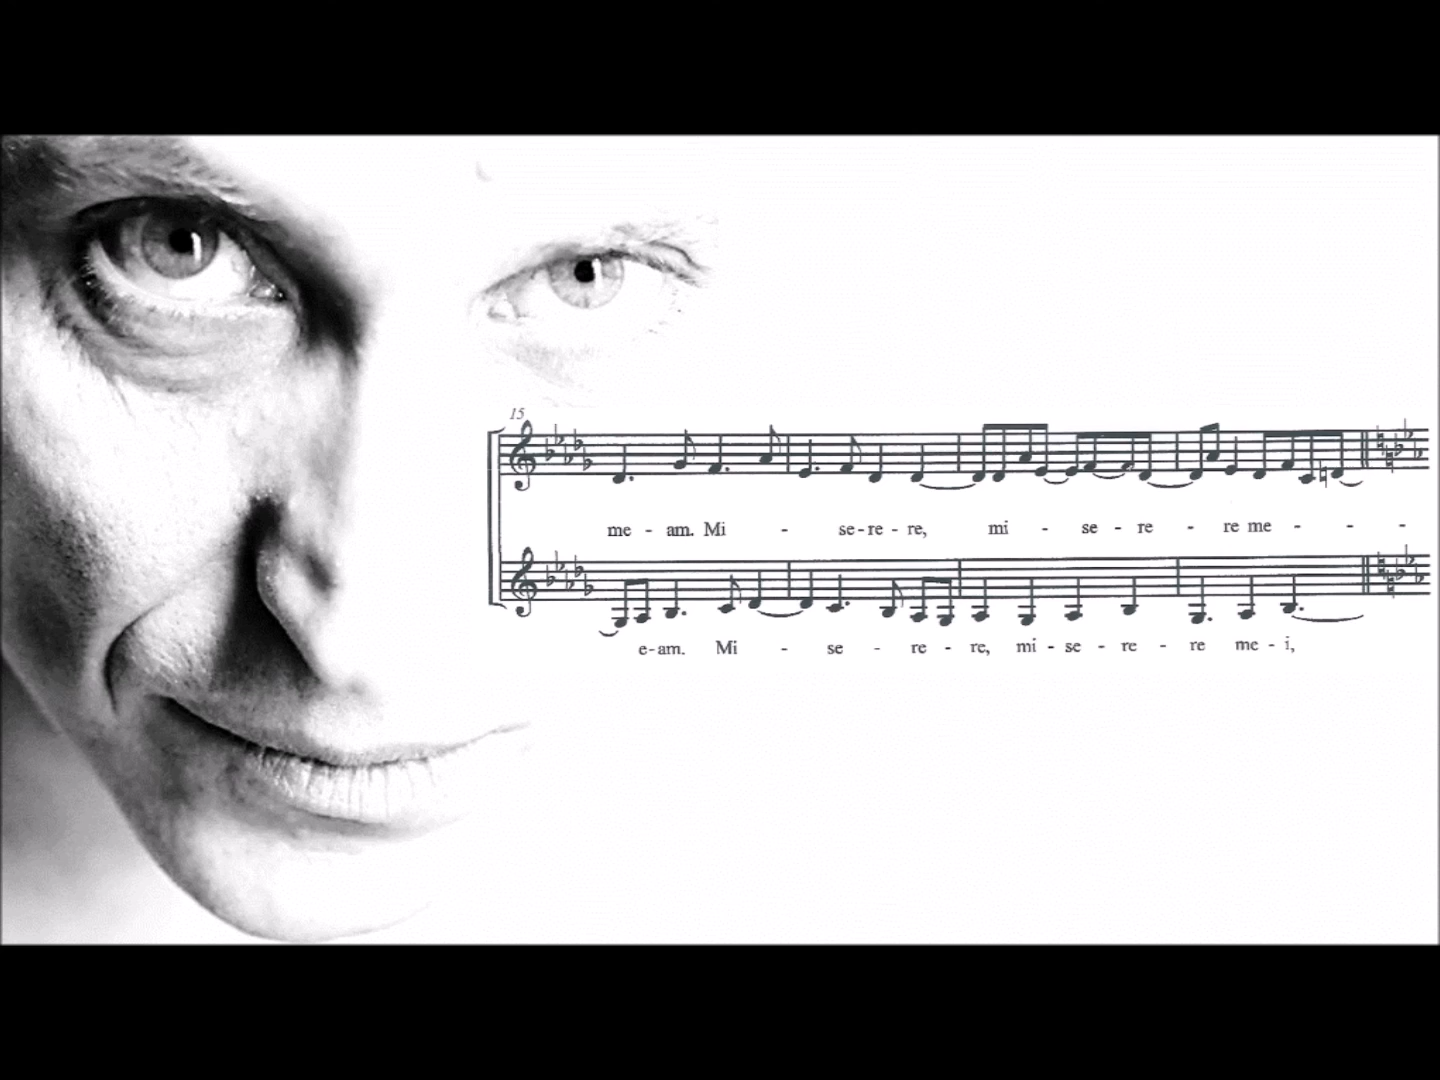 15
me - am. Mi - se-re-re, mi - se - re - re me - - -
e-am. Mi - se - re - re, mi - se - re - re me - i,